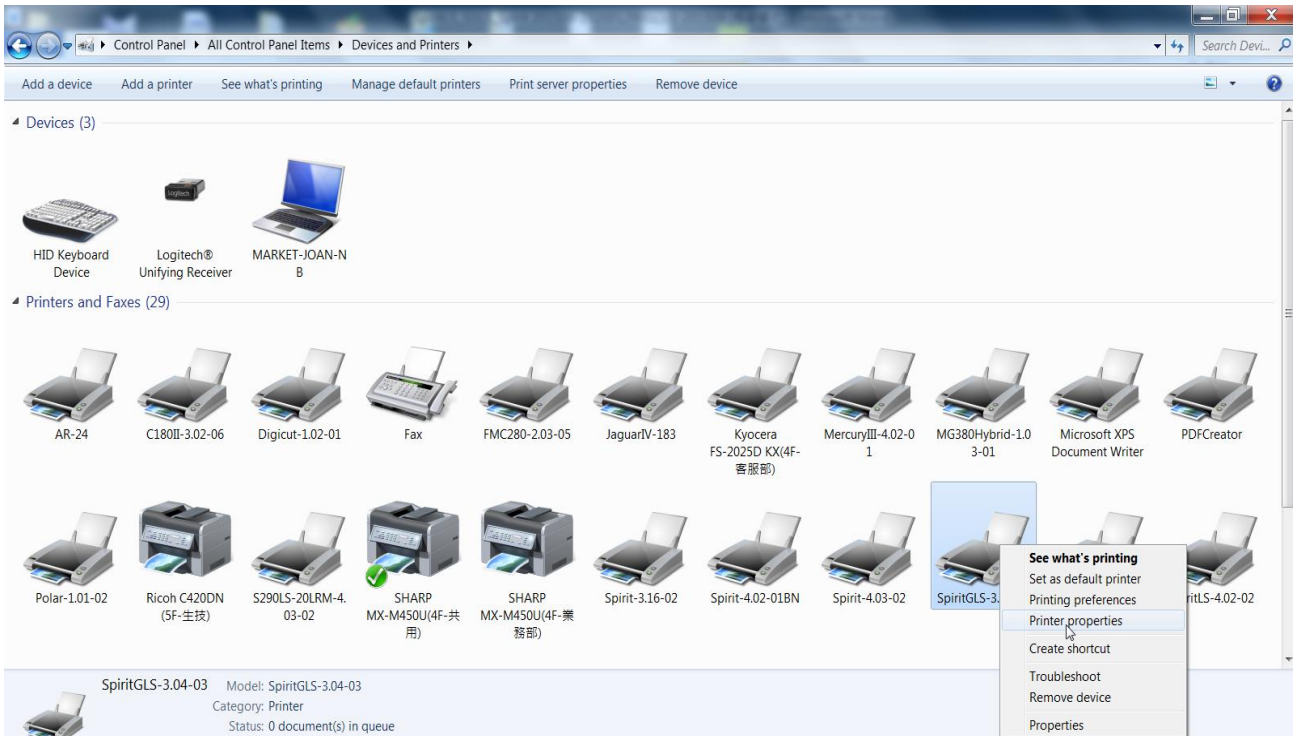 Control Panel ▸ All Control Panel Items ▸ Devices and Printers ▸
Search Devi...
Add a device Add a printer See what's printing Manage default printers Print server properties Remove device
Devices (3)
Logitech
HID Keyboard
Device
Logitech®
Unifying Receiver
MARKET-JOAN-N
B
Printers and Faxes (29)
AR-24
C180II-3.02-06
Digicut-1.02-01
Fax
FMC280-2.03-05
JaguarIV-183
Kyocera
FS-2025D KX(4F-
客服部)
MercuryIII-4.02-0
1
MG380Hybrid-1.0
3-01
Microsoft XPS
Document Writer
PDFCreator
Polar-1.01-02
Ricoh C420DN
(5F-生技)
S290LS-20LRM-4.
03-02
SHARP
MX-M450U(4F-共
用)
SHARP
MX-M450U(4F-業
務部)
Spirit-3.16-02
Spirit-4.02-01BN
Spirit-4.03-02
SpiritGLS-3.
ritLS-4.02-02
See what's printing
Set as default printer
Printing preferences
Printer properties
Create shortcut
Troubleshoot
Remove device
Properties
SpiritGLS-3.04-03 Model: SpiritGLS-3.04-03
Category: Printer
Status: 0 document(s) in queue